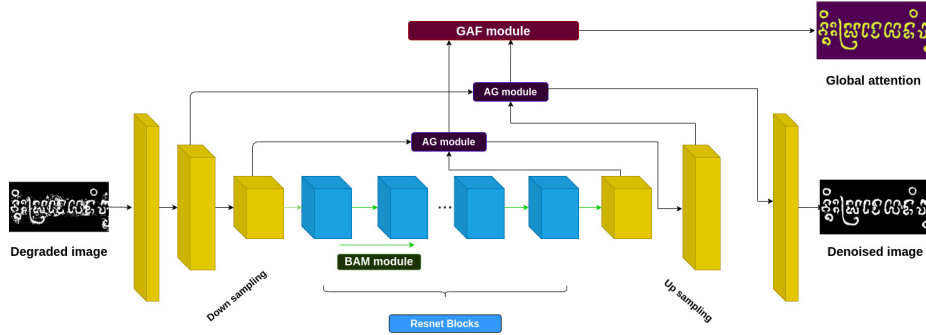 GAF module
Global attention
AG module
AG module
Degraded image
BAM module
Denoised image
Down sampling
Up sampling
Resnet Blocks